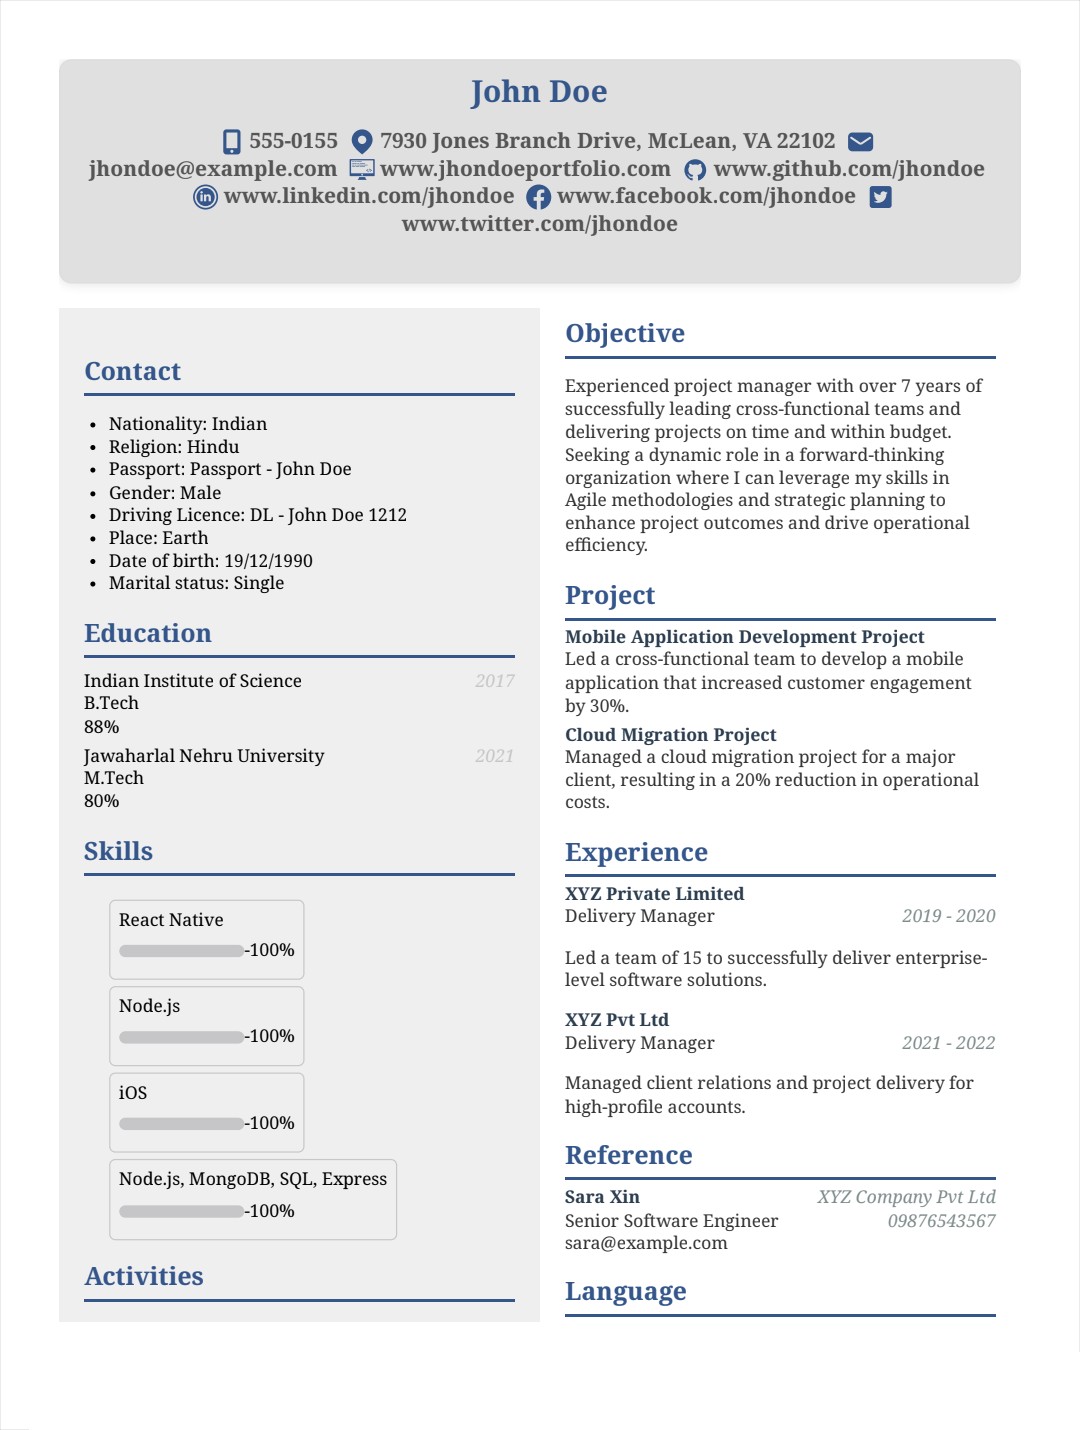 John Doe
555-0155 7930 Jones Branch Drive, McLean, VA 22102
jhondoe@example.com www.jhondoeportfolio.com www.github.com/jhondoe
www.linkedin.com/jhondoe www.facebook.com/jhondoe
www.twitter.com/jhondoe
Contact
• Nationality: Indian
• Religion: Hindu
• Passport: Passport - John Doe
• Gender: Male
• Driving Licence: DL - John Doe 1212
• Place: Earth
• Date of birth: 19/12/1990
• Marital status: Single
Education
Indian Institute of Science 2017
B.Tech
88%
Jawaharlal Nehru University 2021
M.Tech
80%
Skills
React Native
-100%
Node.js
-100%
iOS
-100%
Node.js, MongoDB, SQL, Express
-100%
Activities
Objective
Experienced project manager with over 7 years of
successfully leading cross-functional teams and
delivering projects on time and within budget.
Seeking a dynamic role in a forward-thinking
organization where I can leverage my skills in
Agile methodologies and strategic planning to
enhance project outcomes and drive operational
efficiency.
Project
Mobile Application Development Project
Led a cross-functional team to develop a mobile
application that increased customer engagement
by 30%.
Cloud Migration Project
Managed a cloud migration project for a major
client, resulting in a 20% reduction in operational
costs.
Experience
XYZ Private Limited
Delivery Manager 2019 - 2020
Led a team of 15 to successfully deliver enterprise-
level software solutions.
XYZ Pvt Ltd
Delivery Manager 2021 - 2022
Managed client relations and project delivery for
high-profile accounts.
Reference
Sara Xin XYZ Company Pvt Ltd
Senior Software Engineer 09876543567
sara@example.com
Language